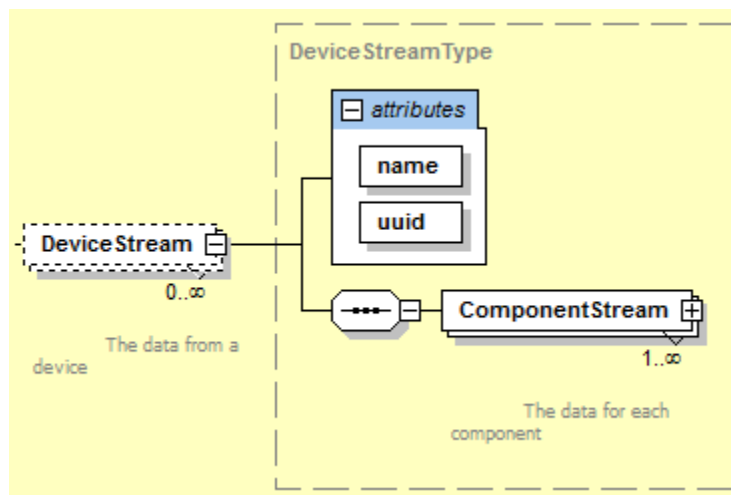 DeviceStreamType
attributes
name
uuid
DeviceStream
0..∞
The data from a
device
ComponentStream
1..∞
The data for each
component